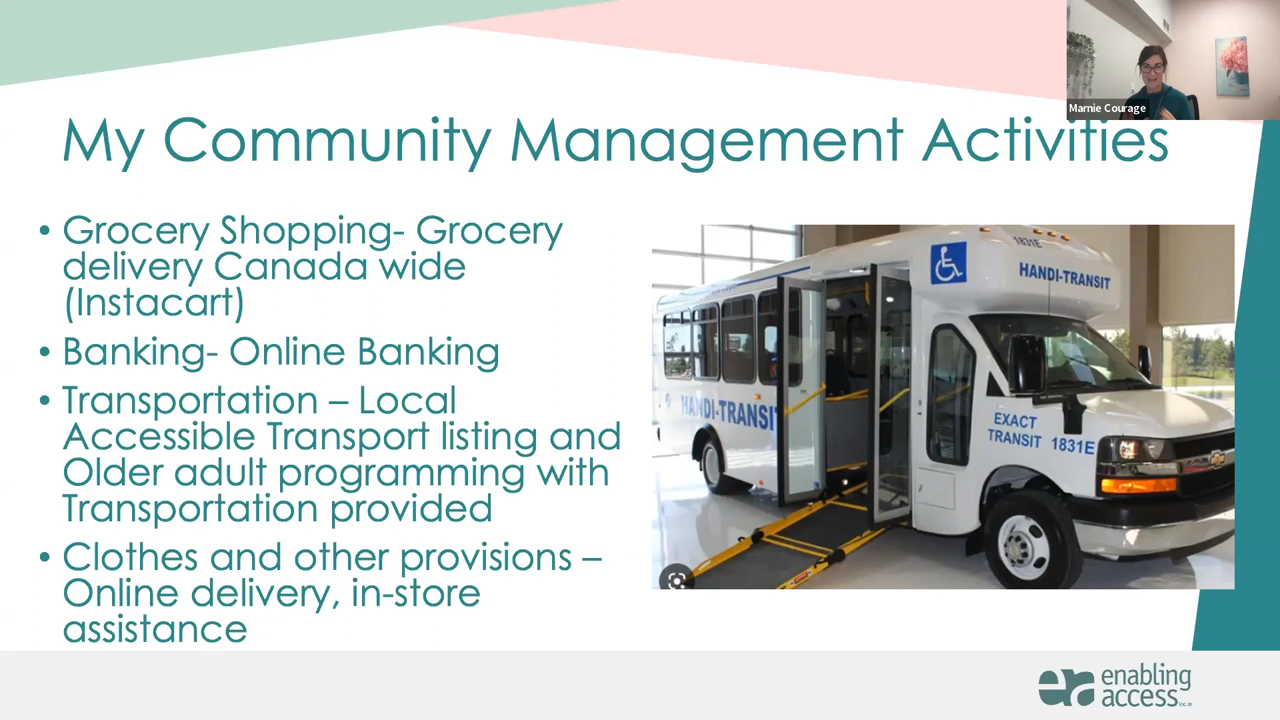 Marnie Courage
My Community Management Activities
• Grocery Shopping- Grocery
delivery Canada wide
(Instacart)
• Banking- Online Banking
• Transportation – Local
Accessible Transport listing and
Older adult programming with
Transportation provided
• Clothes and other provisions –
Online delivery, in-store
assistance
1831E
HANDI-TRANSIT
HANDI-TRANSIT
EXACT
TRANSIT 1831E
enabling
access inc.®